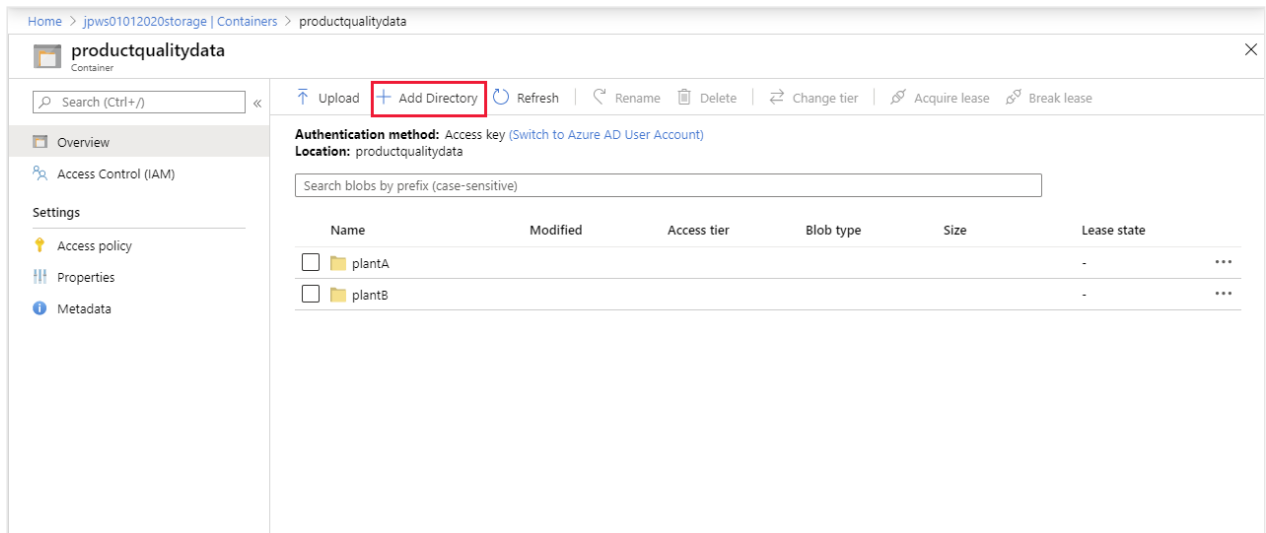 Home > jpws01012020storage | Containers > productqualitydata
productqualitydata
Container
Search (Ctrl+/)
«
Overview
Access Control (IAM)
Settings
Access policy
Properties
Metadata
Upload + Add Directory Refresh Rename Delete Change tier Acquire lease Break lease
Authentication method: Access key (Switch to Azure AD User Account)
Location: productqualitydata
Search blobs by prefix (case-sensitive)
Name Modified Access tier Blob type Size Lease state
plantA - ...
plantB - ...